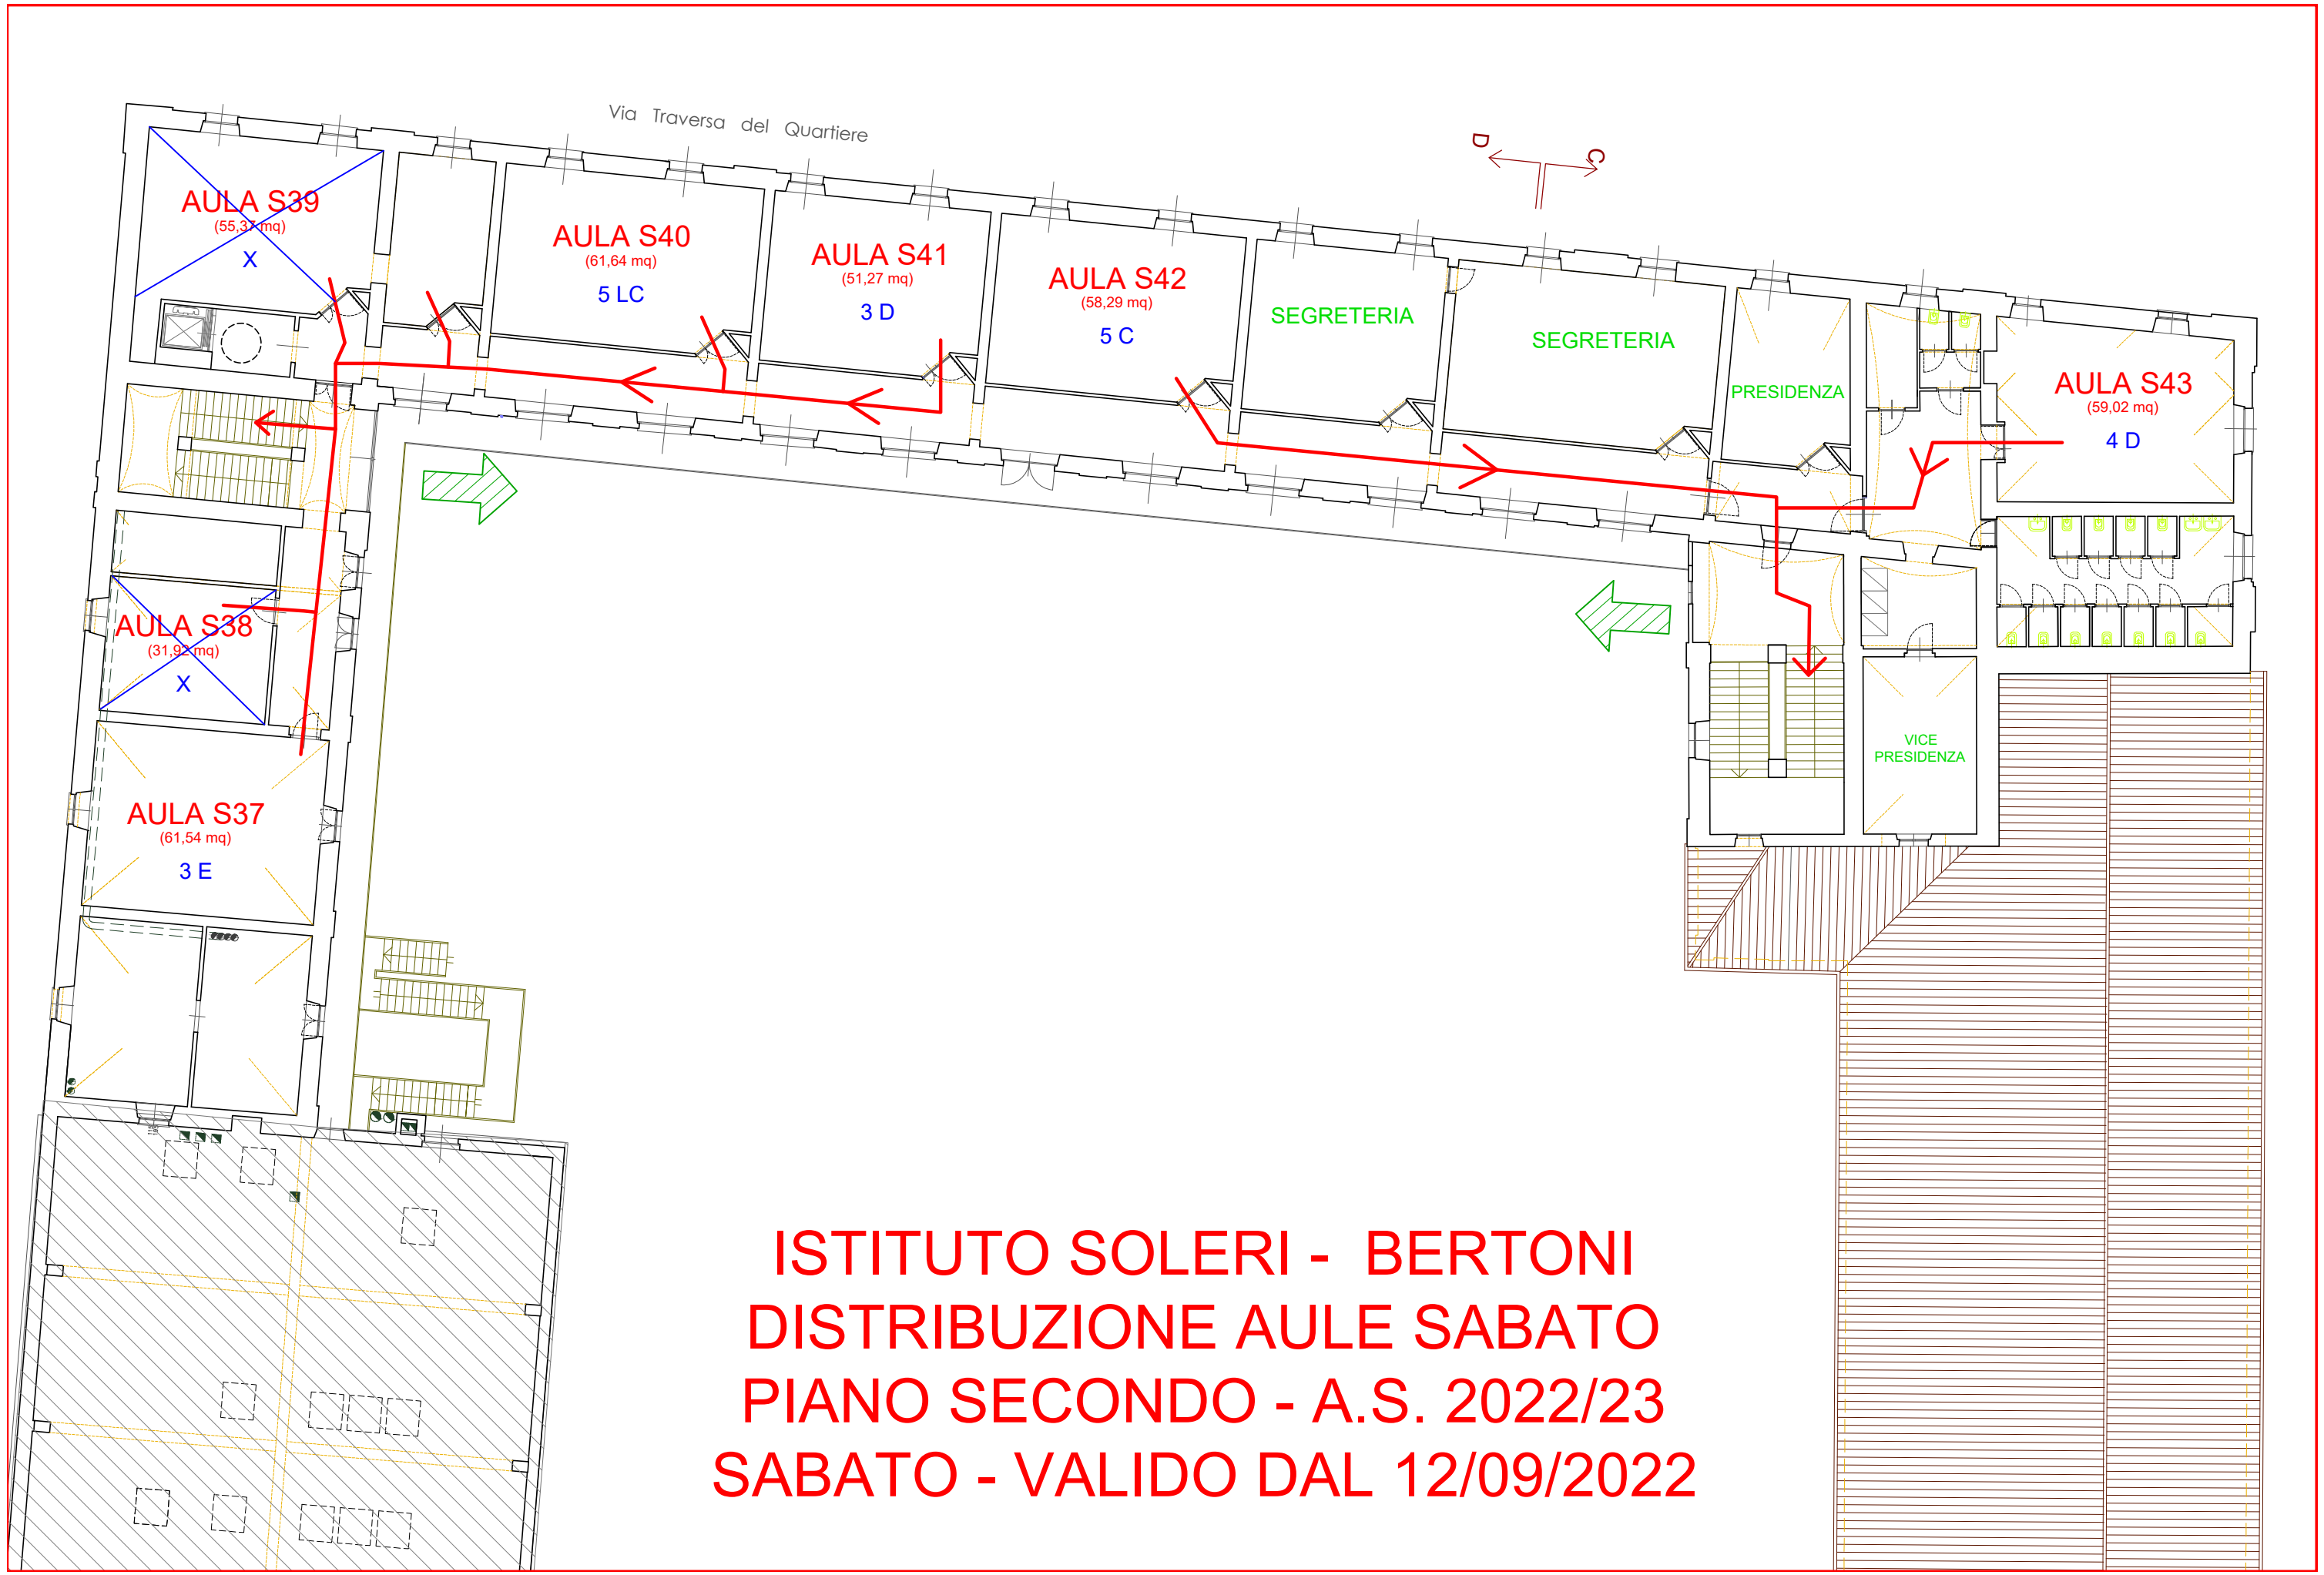 Via Traversa del Quartiere
D
C
AULA S39
(55,37 mq)
X
AULA S40
(61,64 mq)
5 LC
AULA S41
(51,27 mq)
3 D
AULA S42
(58,29 mq)
5 C
SEGRETERIA
SEGRETERIA
PRESIDENZA
AULA S43
(59,02 mq)
4 D
AULA S38
(31,92 mq)
X
VICE
PRESIDENZA
AULA S37
(61,54 mq)
3 E
ISTITUTO SOLERI - BERTONI
DISTRIBUZIONE AULE SABATO
PIANO SECONDO - A.S. 2022/23
SABATO - VALIDO DAL 12/09/2022